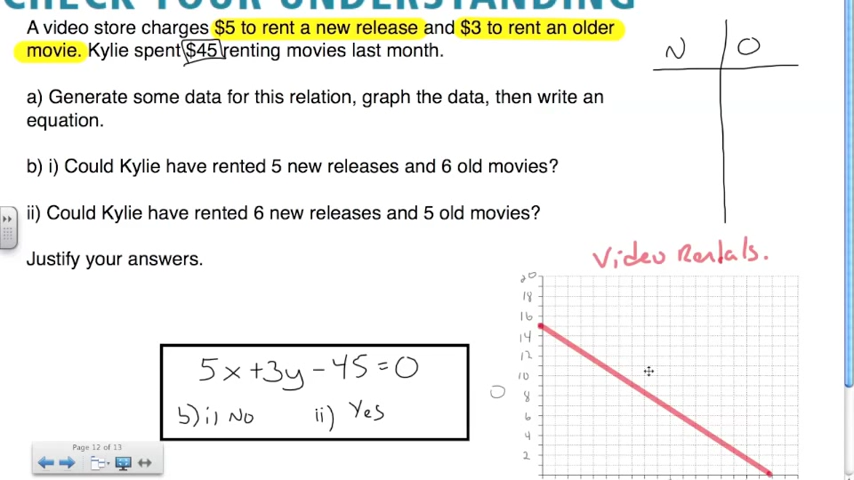 CHECK YOUR UNDERSTANDING
A video store charges $5 to rent a new release and $3 to rent an older
movie. Kylie spent $45 renting movies last month.
N O
a) Generate some data for this relation, graph the data, then write an
equation.
b) i) Could Kylie have rented 5 new releases and 6 old movies?
ii) Could Kylie have rented 6 new releases and 5 old movies?
Justify your answers.
Video Rentals.
20
18
16
14
12
10
8
6
4
2
O
5x+3y-45=0
b) i) No ii) Yes
Page 12 of 13